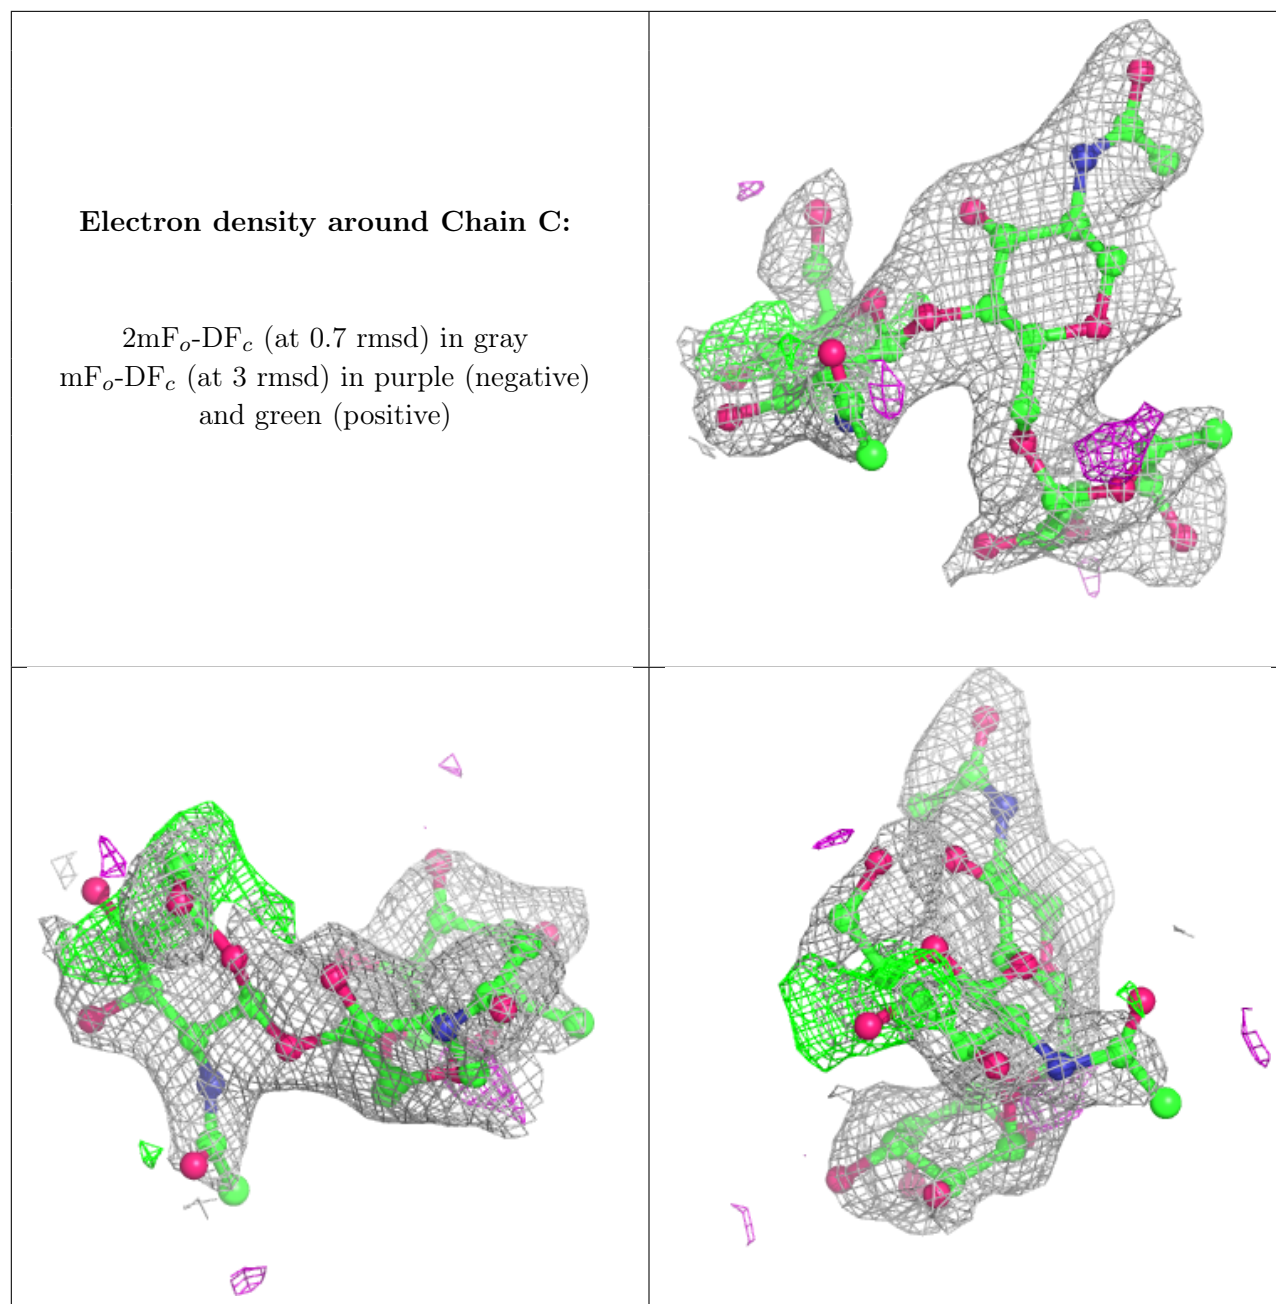 Electron density around Chain C:
2mFo-DFc (at 0.7 rmsd) in gray
mFo-DFc (at 3 rmsd) in purple (negative)
and green (positive)